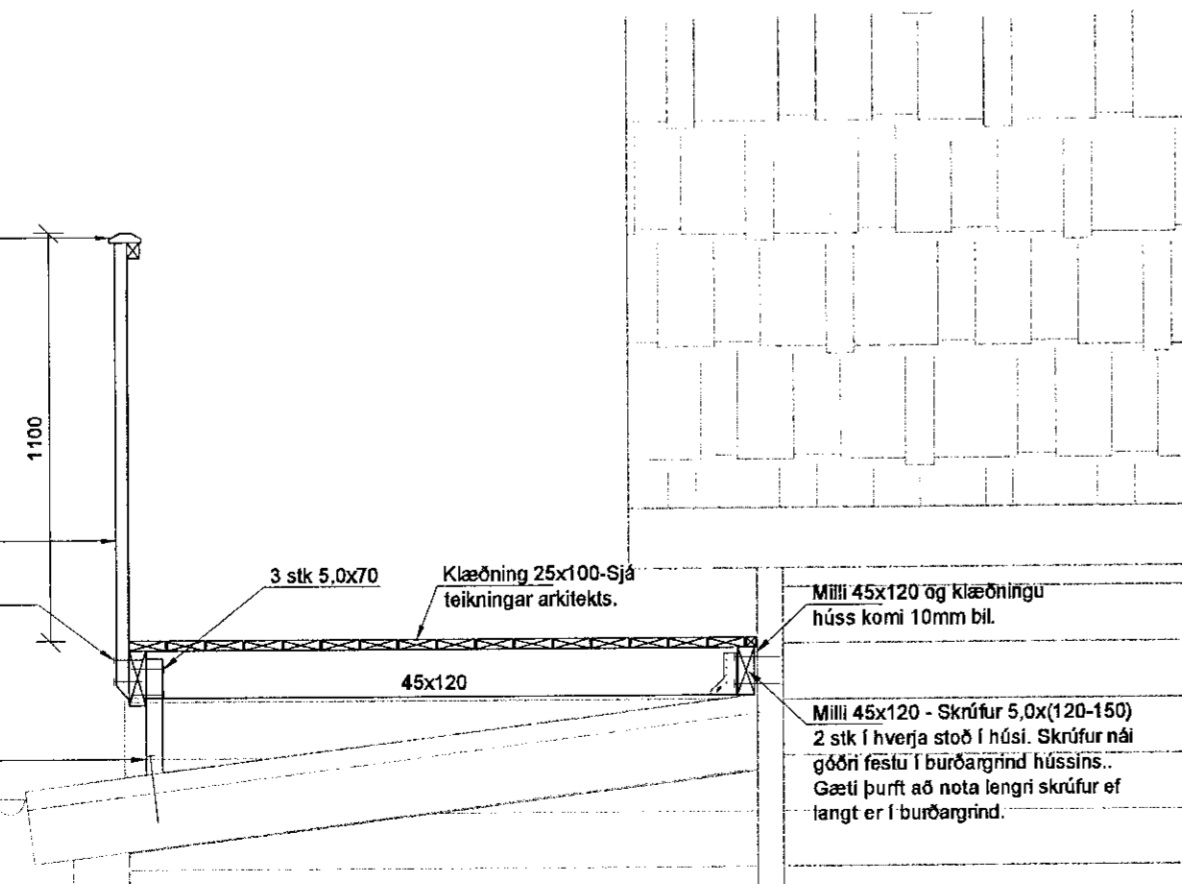 1100
3 stk 5,0x70
Klæðning 25x100-Sjá
teikningar arkitekts.
45x120
Milli 45x120 og klæðningu
húss komi 10mm bil.
Milli 45x120 - Skrúfur 5,0x(120-150)
2 stk í hverja stoð í húsi. Skrúfur nái
góðri festu í burðargrind hússins..
Gæti þurft að nota lengri skrúfur ef
langt er í burðargrind.